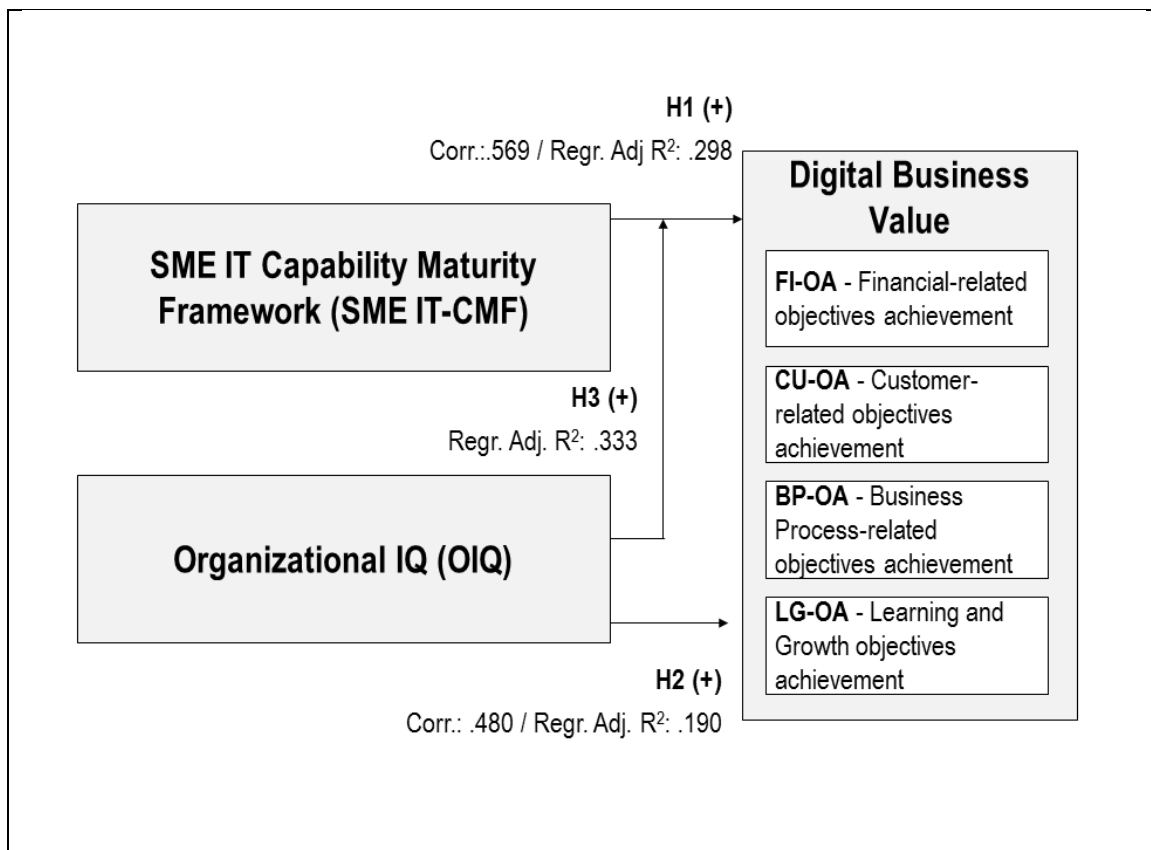 H1 (+)
Corr.:.569 / Regr. Adj R²: .298
SME IT Capability Maturity
Framework (SME IT-CMF)
H3 (+)
Regr. Adj. R²: .333
Organizational IQ (OIQ)
H2 (+)
Corr.: .480 / Regr. Adj. R²: .190
Digital Business
Value
FI-OA - Financial-related
objectives achievement
CU-OA - Customer-
related objectives
achievement
BP-OA - Business
Process-related
objectives achievement
LG-OA - Learning and
Growth objectives
achievement